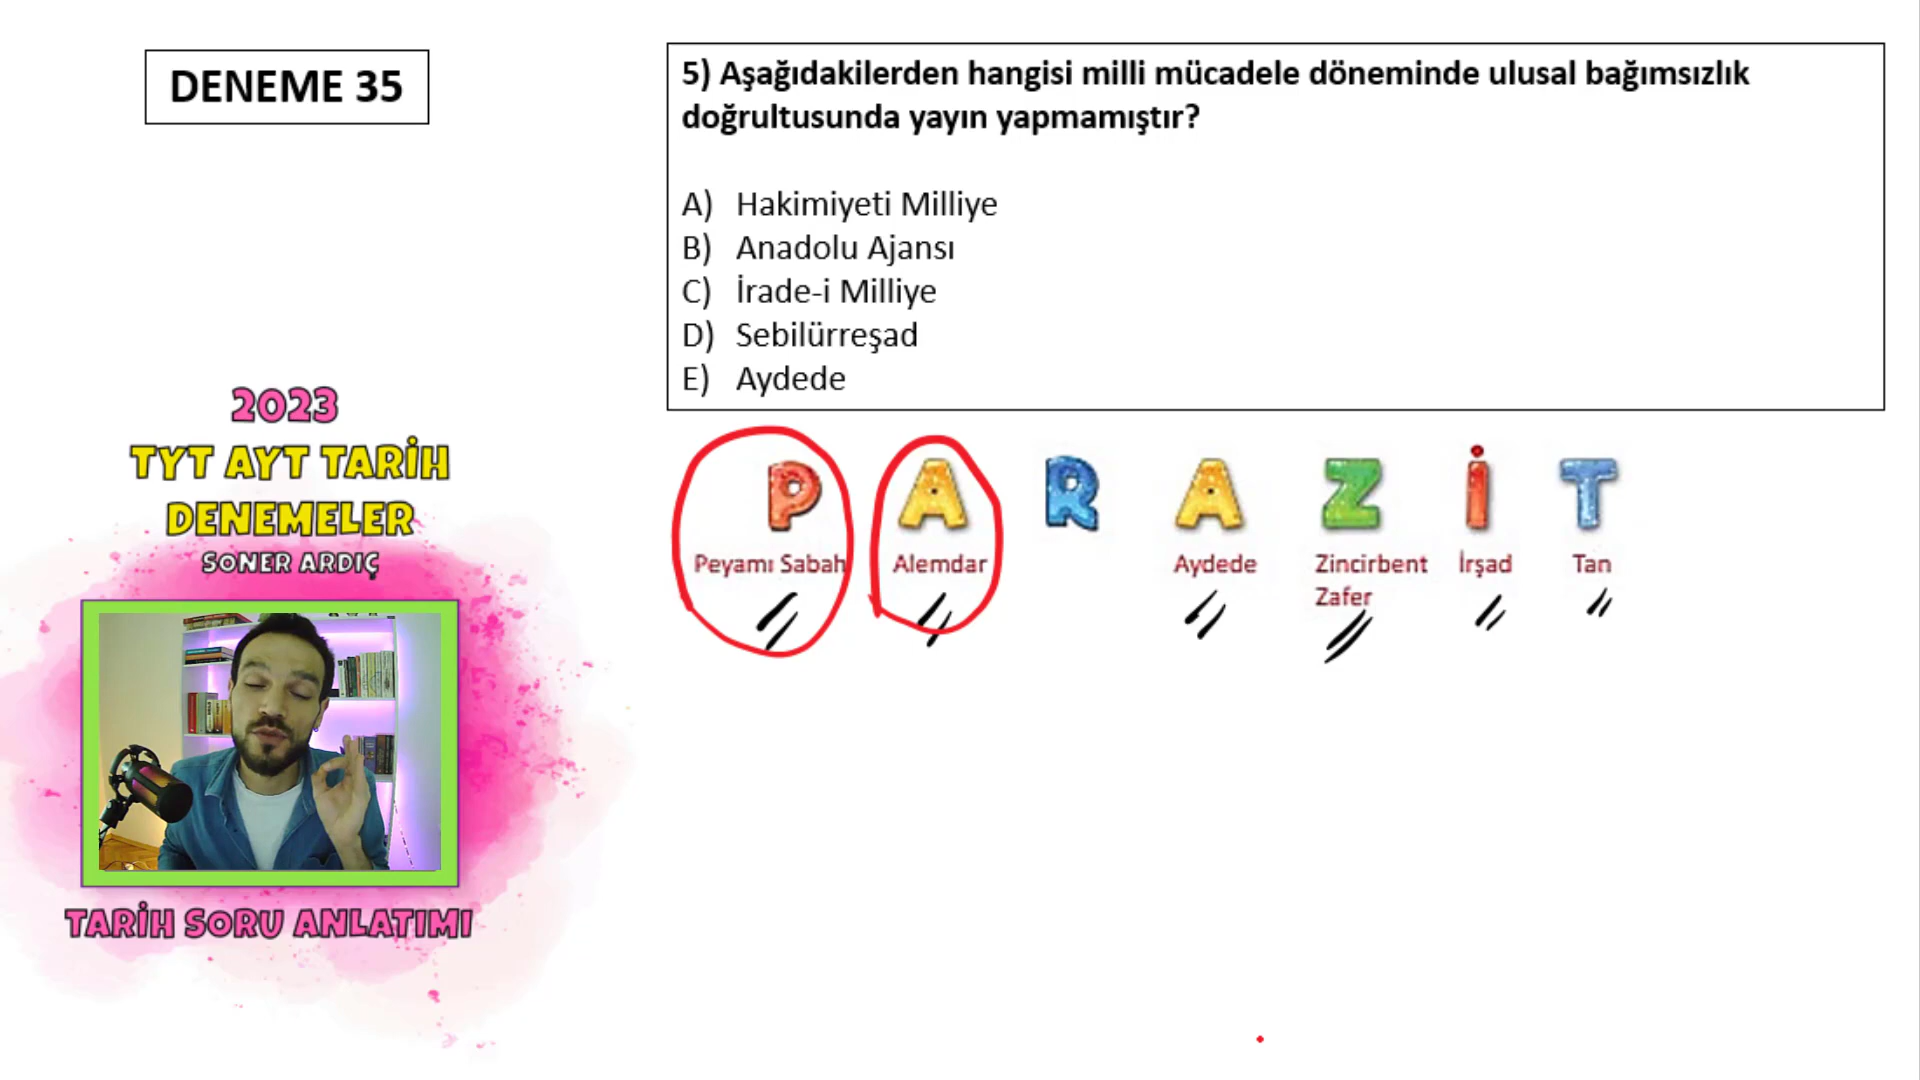 DENEME 35
5) Aşağıdakilerden hangisi milli mücadele döneminde ulusal bağımsızlık
doğrultusunda yayın yapmamıştır?
A) Hakimiyeti Milliye
B) Anadolu Ajansı
C) İrade-i Milliye
D) Sebilürreşad
E) Aydede
P A R A Z İ T
Peyamı Sabah Alemdar Aydede Zincirbent İrşad Tan
Zafer
2023
TYT AYT TARİH
DENEMELER
SONER ARDIÇ
TARİH SORU ANLATIMI